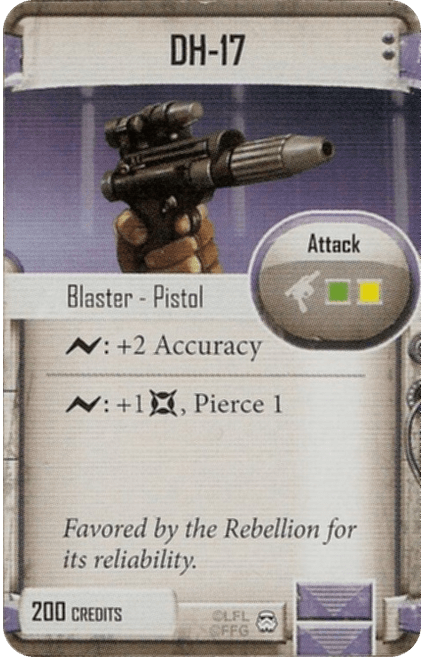 DH-17
Attack
Blaster - Pistol
: +2 Accuracy
: +1 , Pierce 1
Favored by the Rebellion for
its reliability.
200 CREDITS
©LFL
©FFG